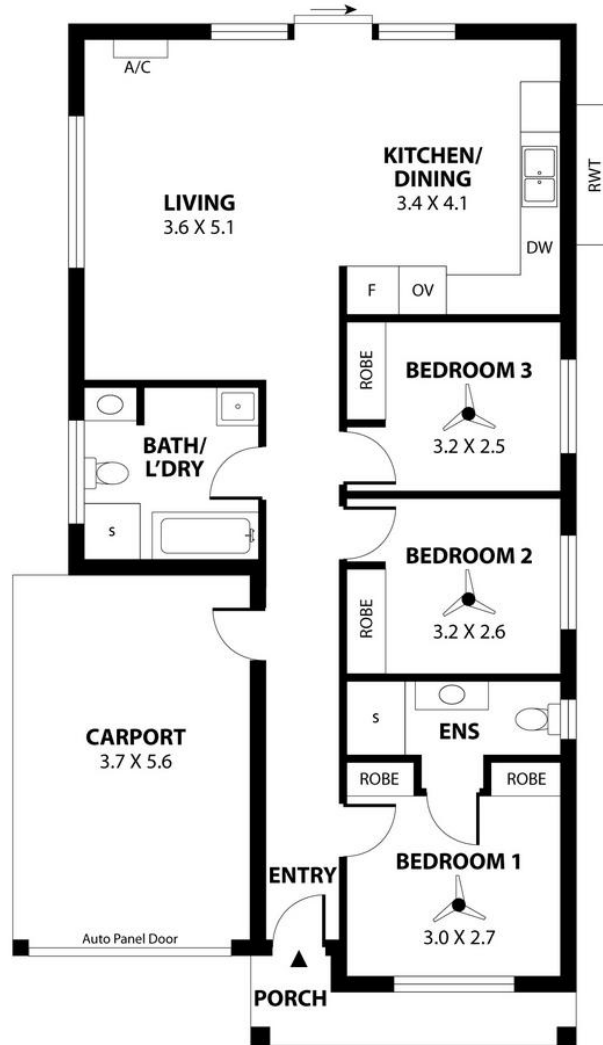 A/C
KITCHEN/
DINING
3.4 X 4.1
RWT
LIVING
3.6 X 5.1
DW
F
OV
ROBE
BEDROOM 3
3.2 X 2.5
BATH/
L'DRY
S
BEDROOM 2
ROBE
3.2 X 2.6
CARPORT
3.7 X 5.6
S
ENS
ROBE
ROBE
BEDROOM 1
ENTRY
3.0 X 2.7
Auto Panel Door
PORCH